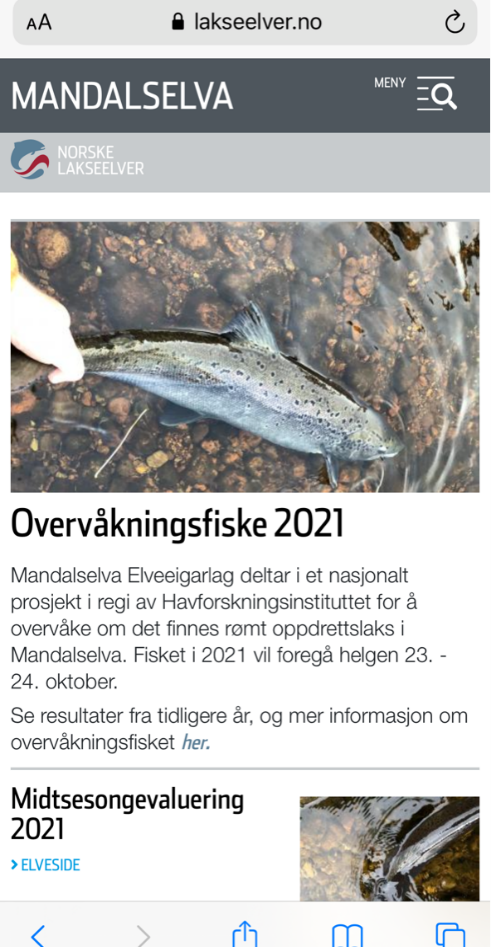 AA
lakseelver.no
MANDALSELVA
MENY
NORSKE
LAKSEELVER
Overvåkningsfiske 2021
Mandalselva Elveeigarlag deltar i et nasjonalt
prosjekt i regi av Havforskningsinstituttet for å
overvåke om det finnes rømt oppdrettslaks i
Mandalselva. Fisket i 2021 vil foregå helgen 23. -
24. oktober.
Se resultater fra tidligere år, og mer informasjon om
overvåkningsfisket her.
Midtsesongevaluering
2021
> ELVESIDE